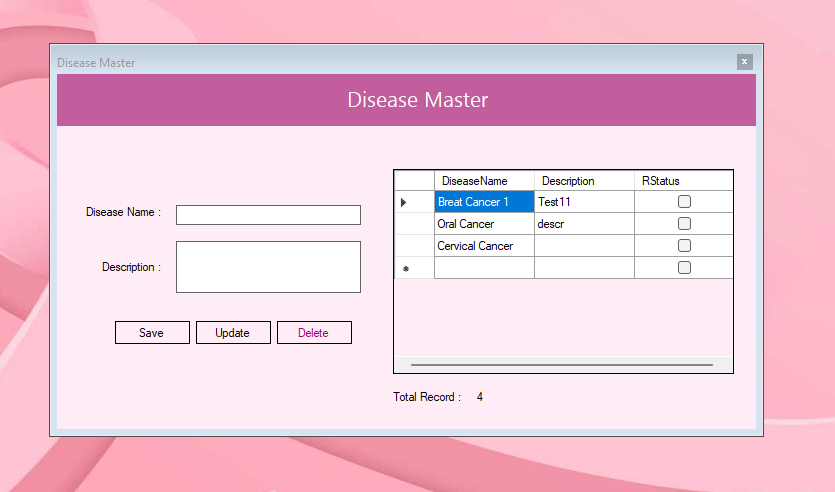 Disease Master
Disease Master
DiseaseName Description RStatus
Breat Cancer 1 Test11
Oral Cancer descr
Cervical Cancer
Disease Name :
Description :
Save Update Delete
Total Record : 4